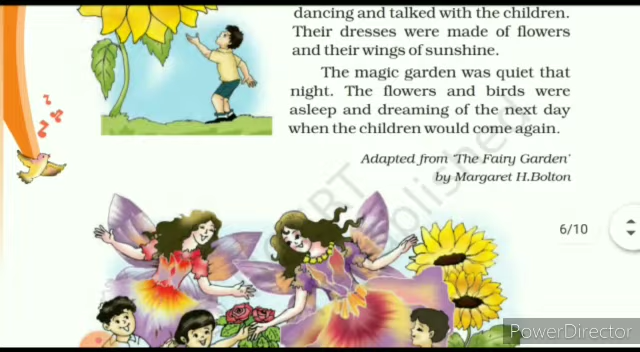 dancing and talked with the children.
Their dresses were made of flowers
and their wings of sunshine.
The magic garden was quiet that
night. The flowers and birds were
asleep and dreaming of the next day
when the children would come again.
Adapted from 'The Fairy Garden'
by Margaret H.Bolton
6/10
PowerDirector